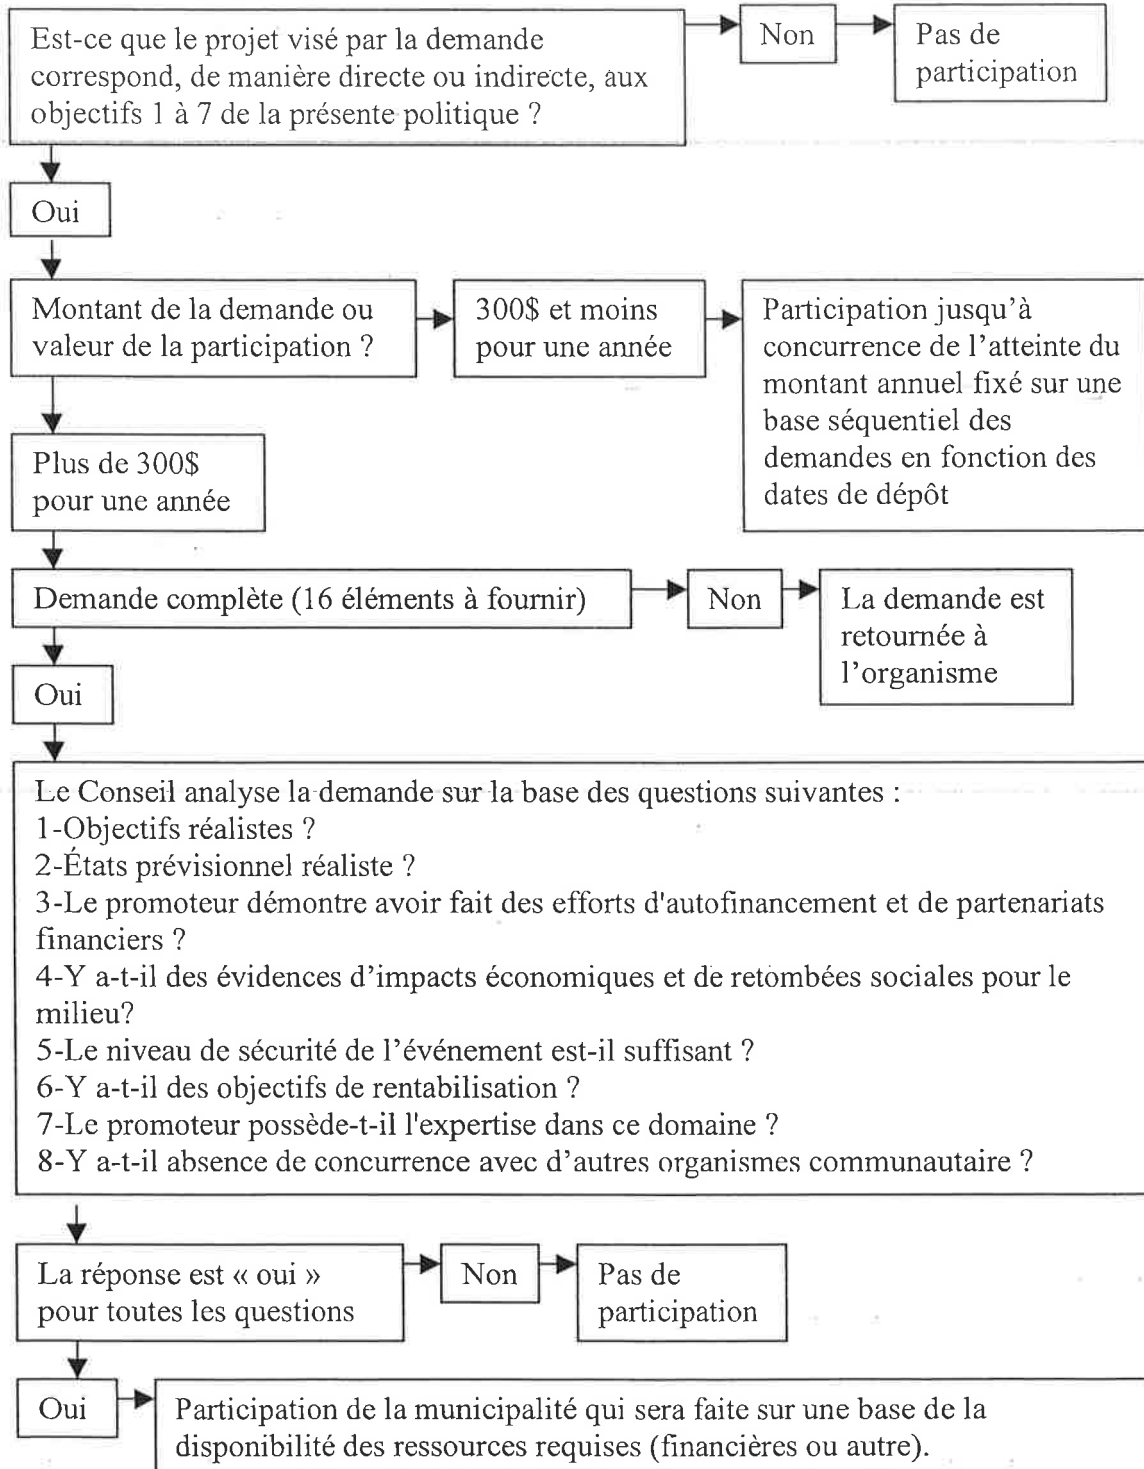 Est-ce que le projet visé par la demande
correspond, de manière directe ou indirecte, aux
objectifs 1 à 7 de la présente politique ?
Non
Pas de
participation
Oui
Montant de la demande ou
valeur de la participation ?
300$ et moins
pour une année
Participation jusqu'à
concurrence de l'atteinte du
montant annuel fixé sur une
base séquentiel des
demandes en fonction des
dates de dépôt
Plus de 300$
pour une année
Demande complète (16 éléments à fournir)
Non
La demande est
retournée à
l'organisme
Oui
Le Conseil analyse la demande sur la base des questions suivantes :
1-Objectifs réalistes ?
2-États prévisionnel réaliste ?
3-Le promoteur démontre avoir fait des efforts d'autofinancement et de partenariats
financiers ?
4-Y a-t-il des évidences d'impacts économiques et de retombées sociales pour le
milieu?
5-Le niveau de sécurité de l'événement est-il suffisant ?
6-Y a-t-il des objectifs de rentabilisation ?
7-Le promoteur possède-t-il l'expertise dans ce domaine ?
8-Y a-t-il absence de concurrence avec d'autres organismes communautaire ?
La réponse est « oui »
pour toutes les questions
Non
Pas de
participation
Oui
Participation de la municipalité qui sera faite sur une base de la
disponibilité des ressources requises (financières ou autre).